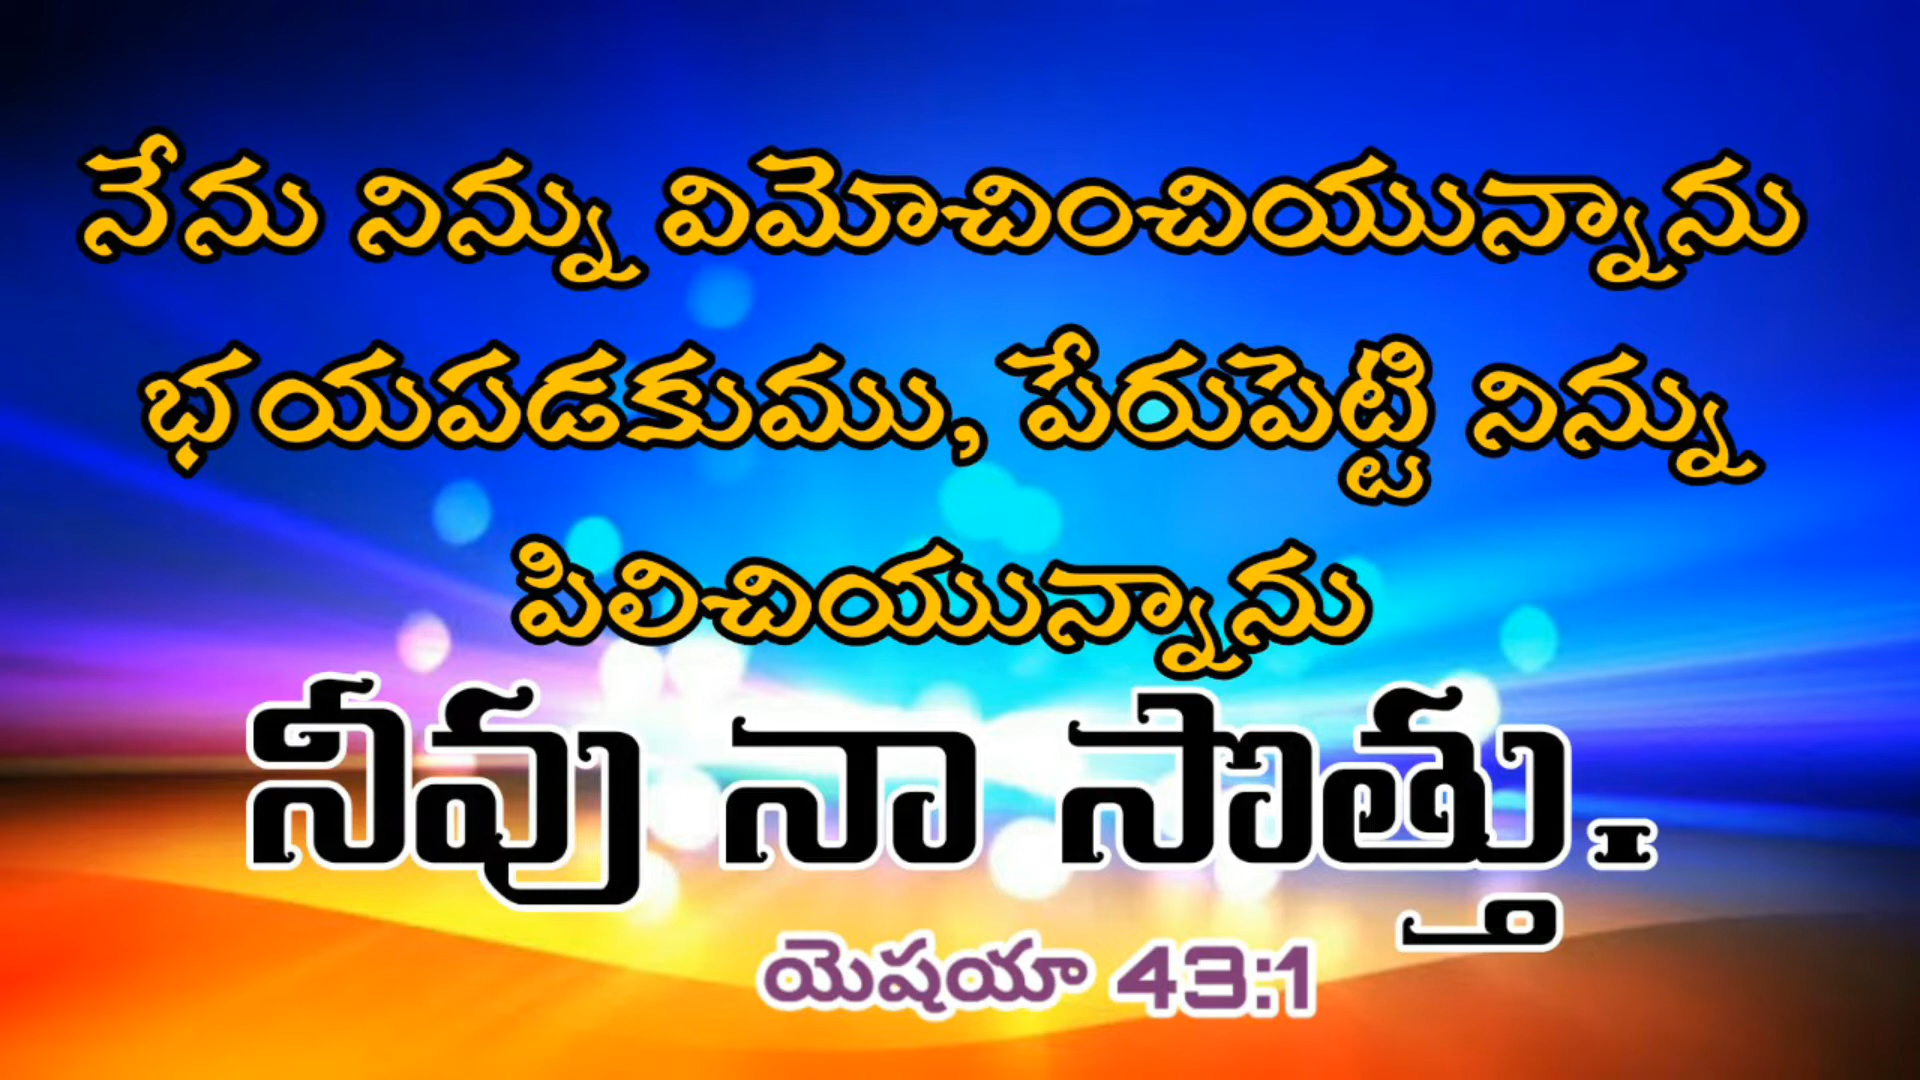 నేను నిన్ను విమోచించియున్నాను
భయపడకుము, పేరుపెట్టి నిన్ను
పిలిచియున్నాను
నీవు నా సొత్తు.
యెషయా 43:1